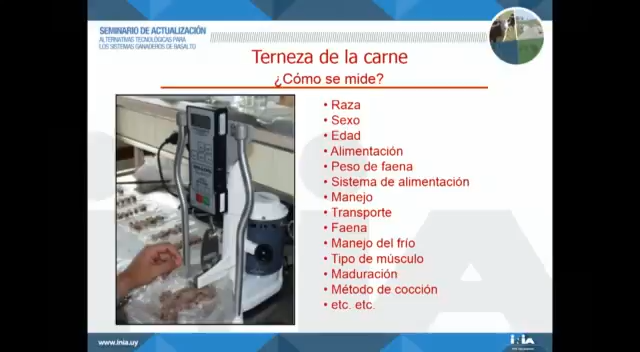 SEMINARIO DE ACTUALIZACIÓN
ALTERNATIVAS TECNOLÓGICAS PARA
LOS SISTEMAS GANADEROS DE BASALTO
Terneza de la carne
¿Cómo se mide?
• Raza
• Sexo
• Edad
• Alimentación
• Peso de faena
• Sistema de alimentación
• Manejo
• Transporte
• Faena
• Manejo del frío
• Tipo de músculo
• Maduración
• Método de cocción
• etc. etc.
www.inia.uy